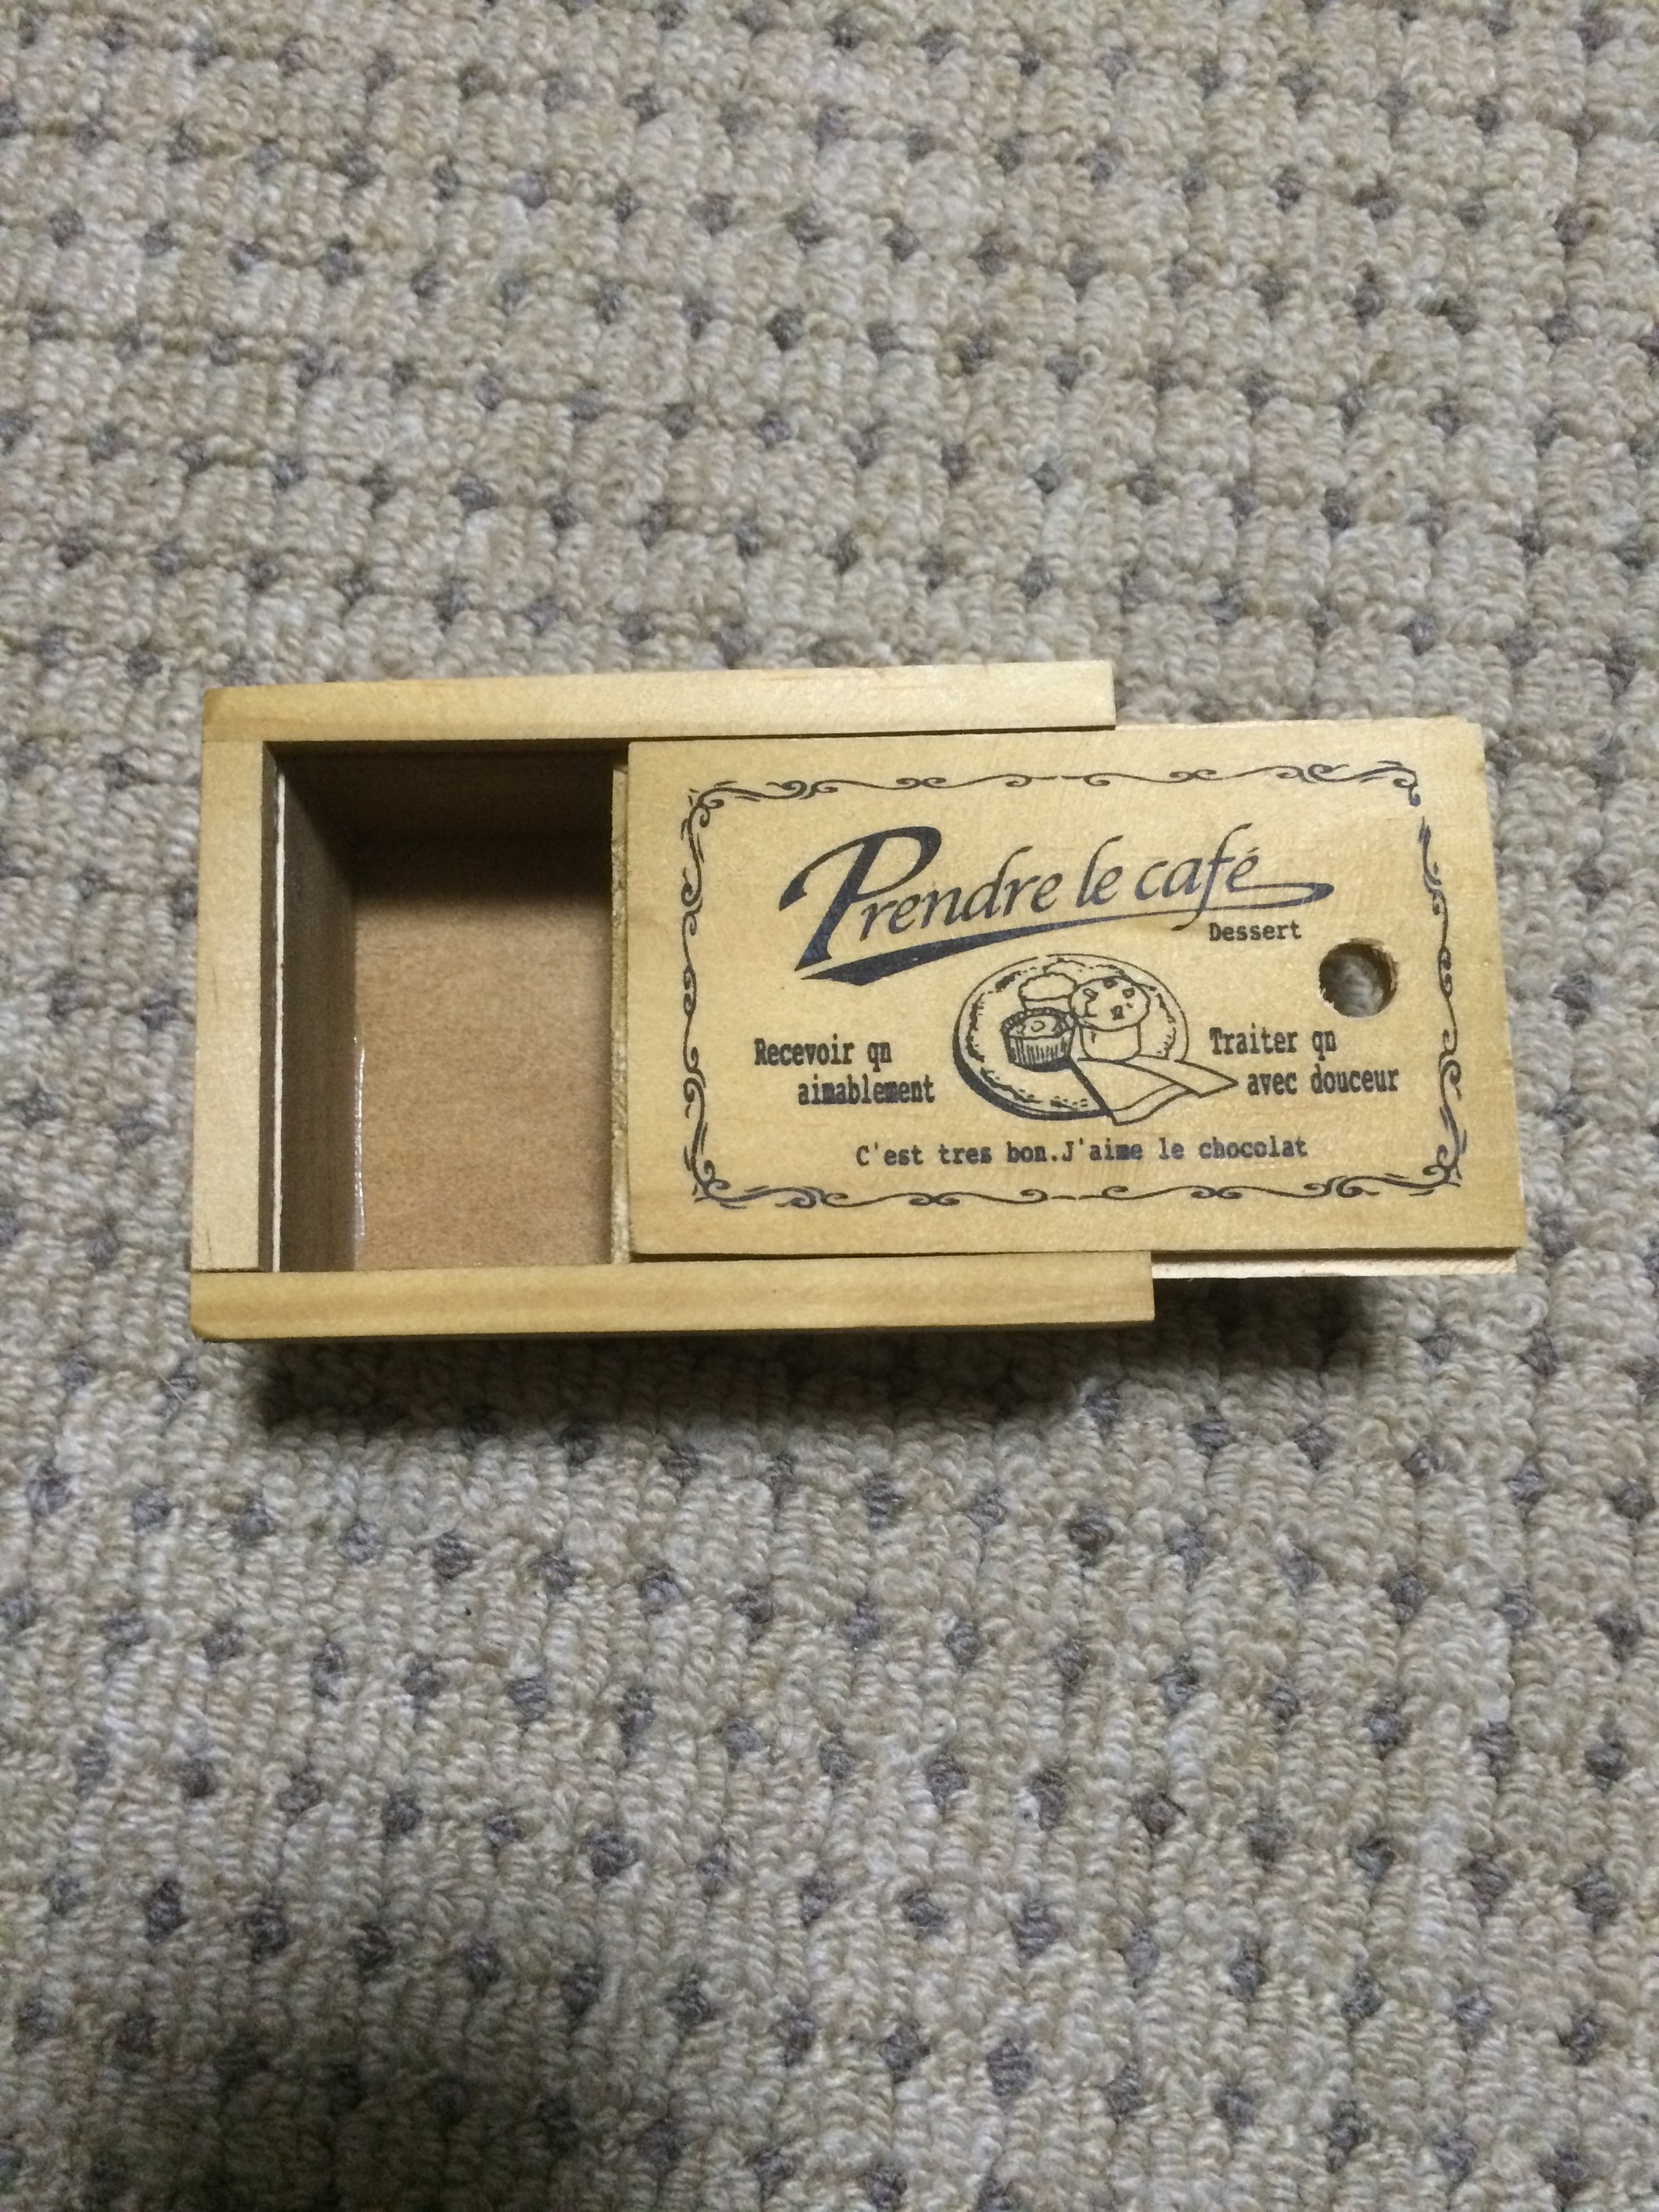 Prendre le café
Dessert
Recevoir qn
aimablement
Traiter qn
avec douceur
C'est tres bon.J'aime le chocolat